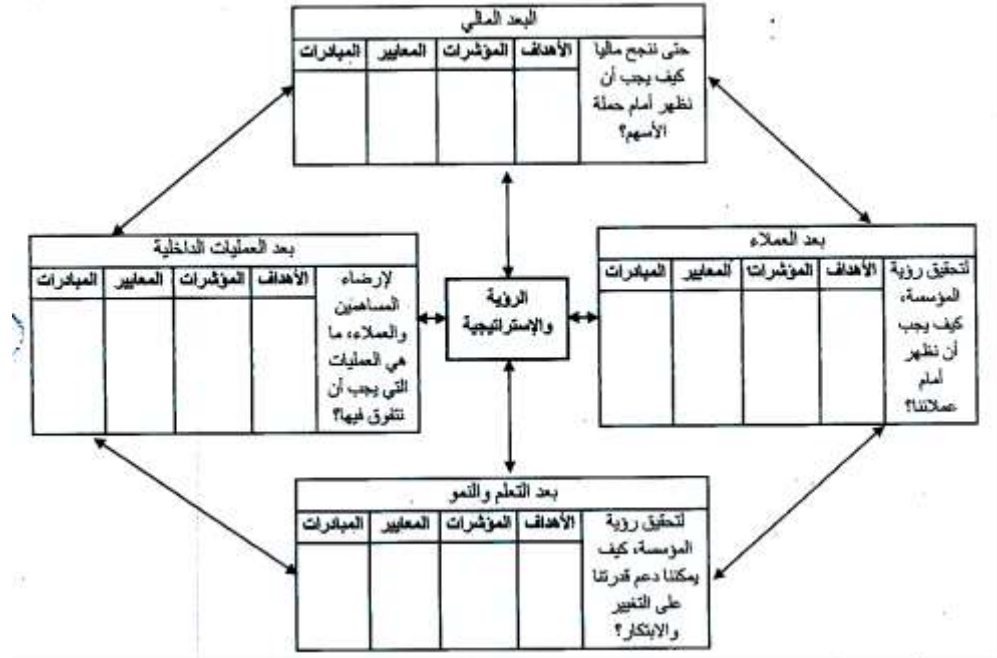 البعد المالي
حتى ننجح ماليا
كيف يجب أن
نظهر أمام حملة
الأسهم؟
الأهداف المؤشرات المعايير المبادرات
بعد العملاء
لتحقيق رؤية
المؤسسة،
كيف يجب
أن نظهر
أمام
عملائنا؟
الأهداف المؤشرات المعايير المبادرات
الرؤية
والإستراتيجية
بعد العمليات الداخلية
لإرضاء
المساهمين
والعملاء، ما
هي العمليات
التي يجب أن
نتفوق فيها؟
الأهداف المؤشرات المعايير المبادرات
بعد التعلم والنمو
لتحقيق رؤية
المؤسسة، كيف
يمكننا دعم قدرتنا
على التغيير
والابتكار؟
الأهداف المؤشرات المعايير المبادرات